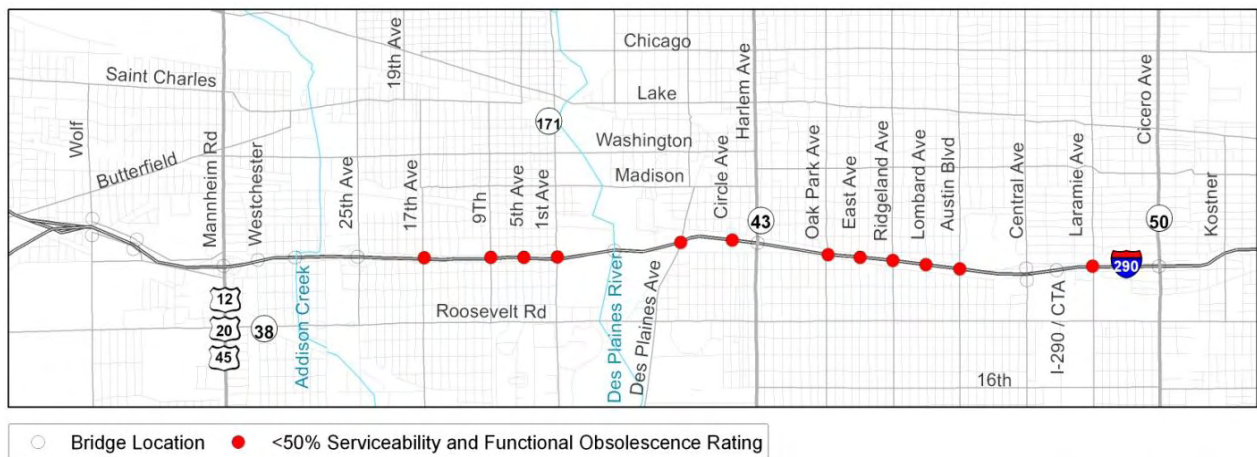 Chicago
Saint Charles
19th Ave
Lake
Harlem Ave
Cicero Ave
171
Washington
Wolf
Butterfield
Madison
Mannheim Rd
Westchester
25th Ave
17th Ave
9Th
5th Ave
1st Ave
Circle Ave
43
Oak Park Ave
East Ave
Ridgeland Ave
Lombard Ave
Austin Blvd
Central Ave
Laramie Ave
50
Kostner
290
12
20
45
38
Addison Creek
Roosevelt Rd
Des Plaines River
Des Plaines Ave
I-290 / CTA
16th
Bridge Location
<50% Serviceability and Functional Obsolescence Rating